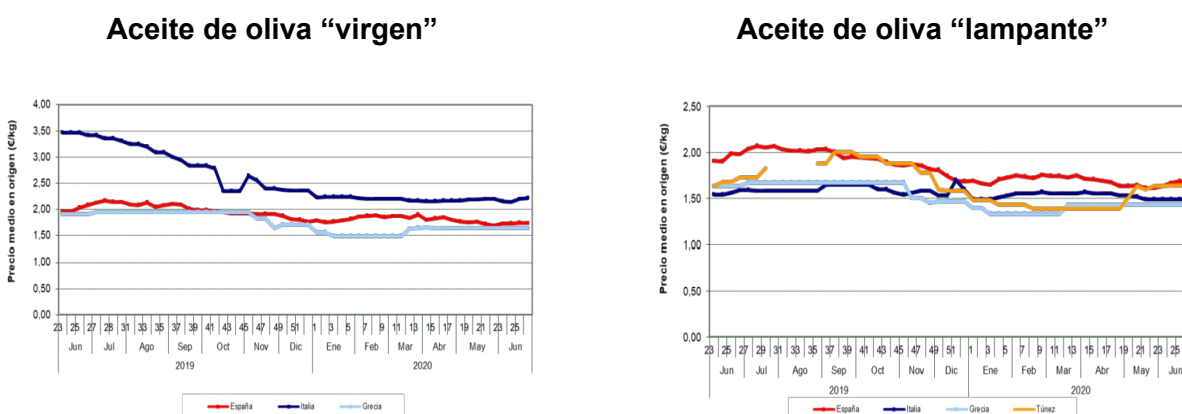 Aceite de oliva “virgen”
Aceite de oliva “lampante”
Precio medio en origen (€/kg)
4,00
3,50
3,00
2,50
2,00
1,50
1,00
0,50
0,00
23 25 27 28 31 33 35 37 39 41 43 45 47 49 51 1 3 5 7 9 11 13 15 17 19 21 23 25
Jun Jul Ago Sep Oct Nov Dic Ene Feb Mar Abr May Jun
2019 2020
España Italia Grecia
Precio medio en origen (€/kg)
2,50
2,00
1,50
1,00
0,50
0,00
23 25 27 29 31 33 35 37 39 41 43 45 47 49 51 1 3 5 7 9 11 13 15 17 19 21 23 25
Jun Jul Ago Sep Oct Nov Dic Ene Feb Mar Abr May Jun
2019 2020
España Italia Grecia Túnez